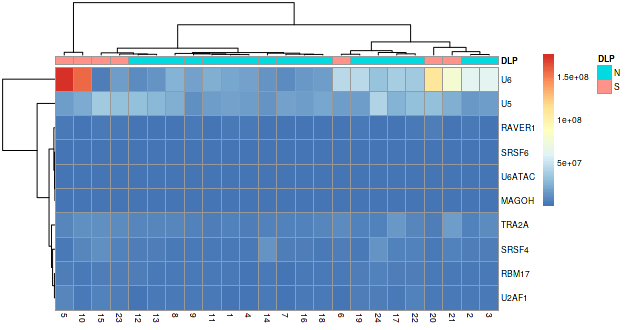 DLP
U6
U5
RAVER1
SRSF6
U6ATAC
MAGOH
TRA2A
SRSF4
RBM17
U2AF1
5 10 15 23 12 13 8 9 11 1 4 14 7 16 18 6 19 24 17 22 20 21 2 3
1.5e+08
1e+08
5e+07
DLP
N
S